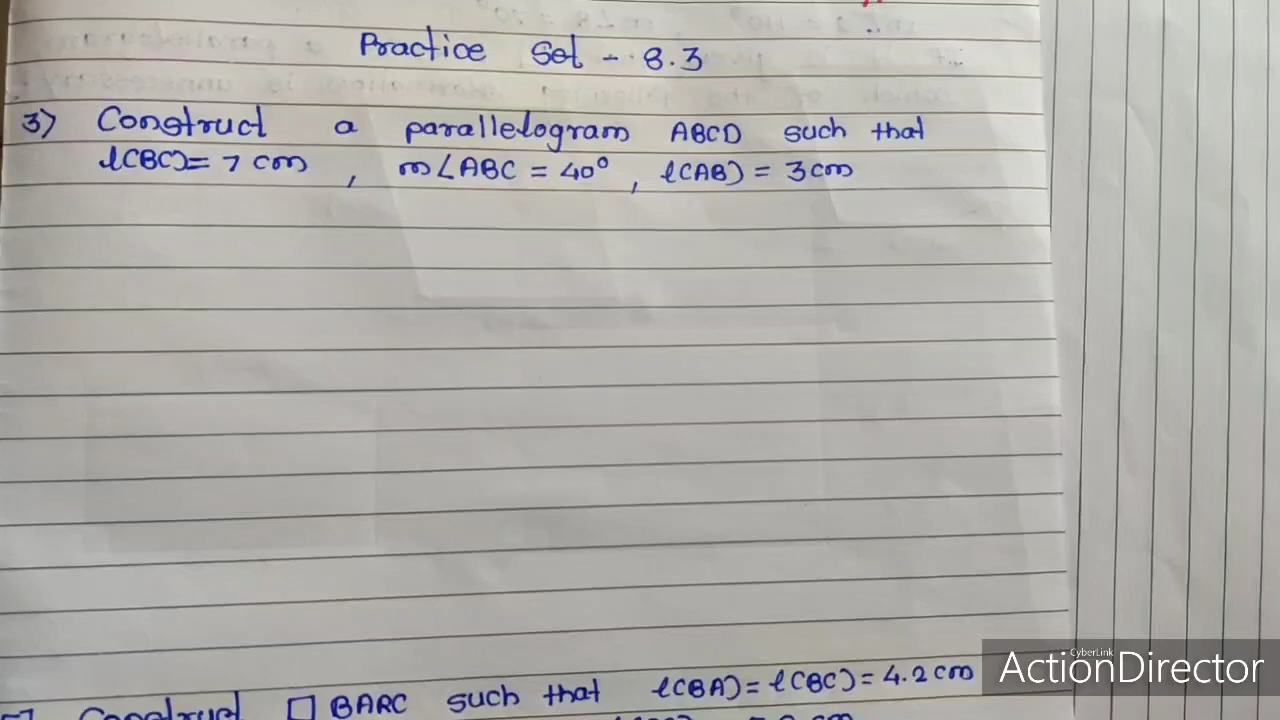 Practice Set - 8.3
3) Construct a parallelogram ABCD such that
l(BC) = 7 cm , m∠ABC = 40° , l(AB) = 3 cm
Construct □ BARC such that l(BA) = l(BC) = 4.2 cm
CyberLink
ActionDirector